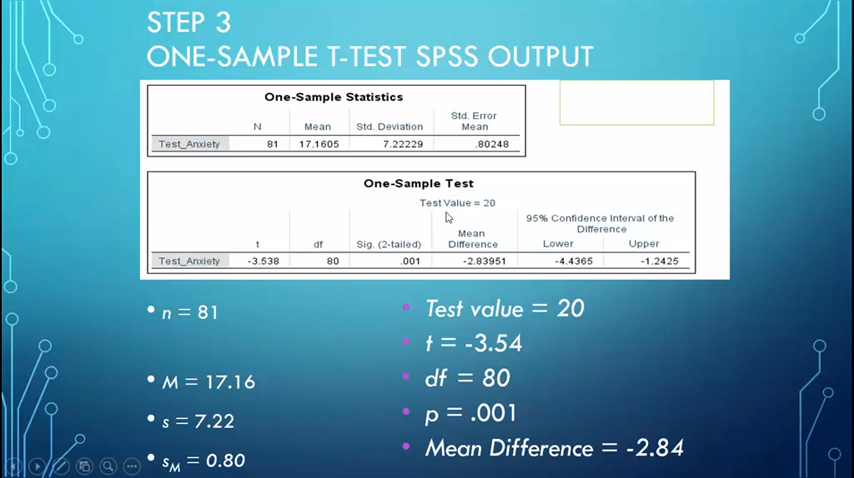 STEP 3
ONE-SAMPLE T-TEST SPSS OUTPUT
One-Sample Statistics
N Mean Std. Deviation Std. Error Mean
Test_Anxiety 81 17.1605 7.22229 .80248
One-Sample Test
Test Value = 20
95% Confidence Interval of the Difference
t df Sig. (2-tailed) Mean Difference Lower Upper
Test_Anxiety -3.538 80 .001 -2.83951 -4.4365 -1.2425
• n = 81
• M = 17.16
• s = 7.22
• sM = 0.80
• Test value = 20
• t = -3.54
• df = 80
• p = .001
• Mean Difference = -2.84